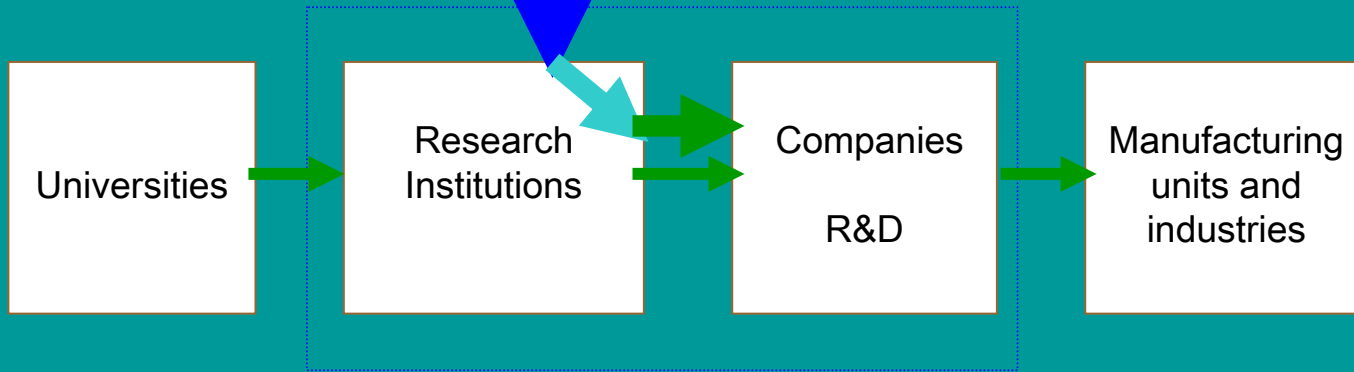 Universities
Research
Institutions
Companies
R&D
Manufacturing
units and
industries